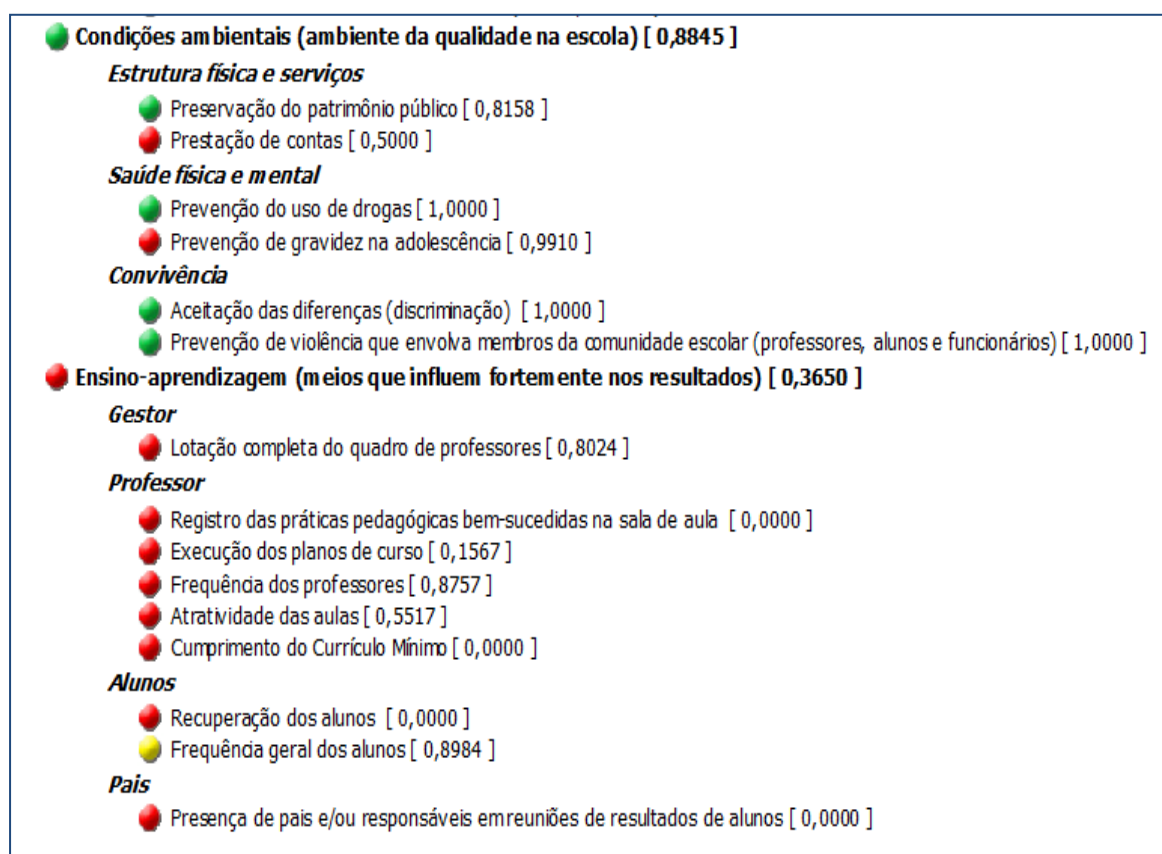 Condições ambientais (ambiente da qualidade na escola) [ 0,8845 ]
Estrutura física e serviços
Preservação do patrimônio público [ 0,8158 ]
Prestação de contas [ 0,5000 ]
Saúde física e mental
Prevenção do uso de drogas [ 1,0000 ]
Prevenção de gravidez na adolescência [ 0,9910 ]
Convivência
Aceitação das diferenças (discriminação) [ 1,0000 ]
Prevenção de violência que envolva membros da comunidade escolar (professores, alunos e funcionários) [ 1,0000 ]
Ensino-aprendizagem (meios que influem fortemente nos resultados) [ 0,3650 ]
Gestor
Lotação completa do quadro de professores [ 0,8024 ]
Professor
Registro das práticas pedagógicas bem-sucedidas na sala de aula [ 0,0000 ]
Execução dos planos de curso [ 0,1567 ]
Frequência dos professores [ 0,8757 ]
Atratividade das aulas [ 0,5517 ]
Cumprimento do Currículo Mínimo [ 0,0000 ]
Alunos
Recuperação dos alunos [ 0,0000 ]
Frequência geral dos alunos [ 0,8984 ]
Pais
Presença de pais e/ou responsáveis em reuniões de resultados de alunos [ 0,0000 ]